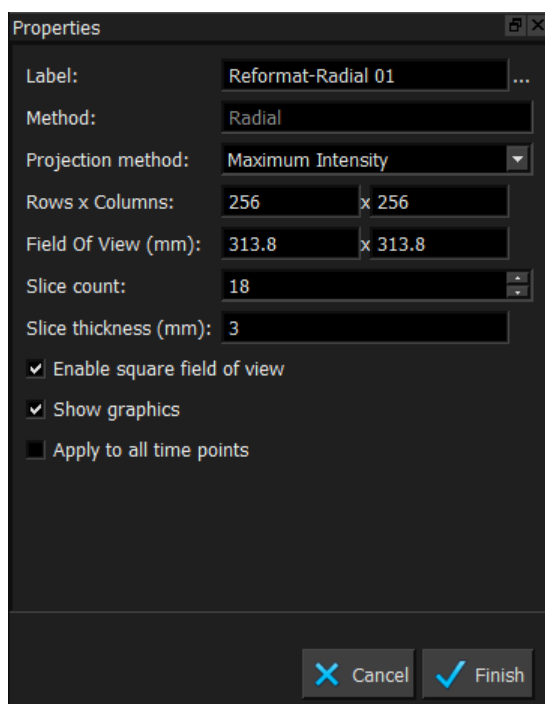 Properties
Label: Reformat-Radial 01 ...
Method: Radial
Projection method: Maximum Intensity
Rows x Columns: 256 x 256
Field Of View (mm): 313.8 x 313.8
Slice count: 18
Slice thickness (mm): 3
Enable square field of view
Show graphics
Apply to all time points
Cancel Finish